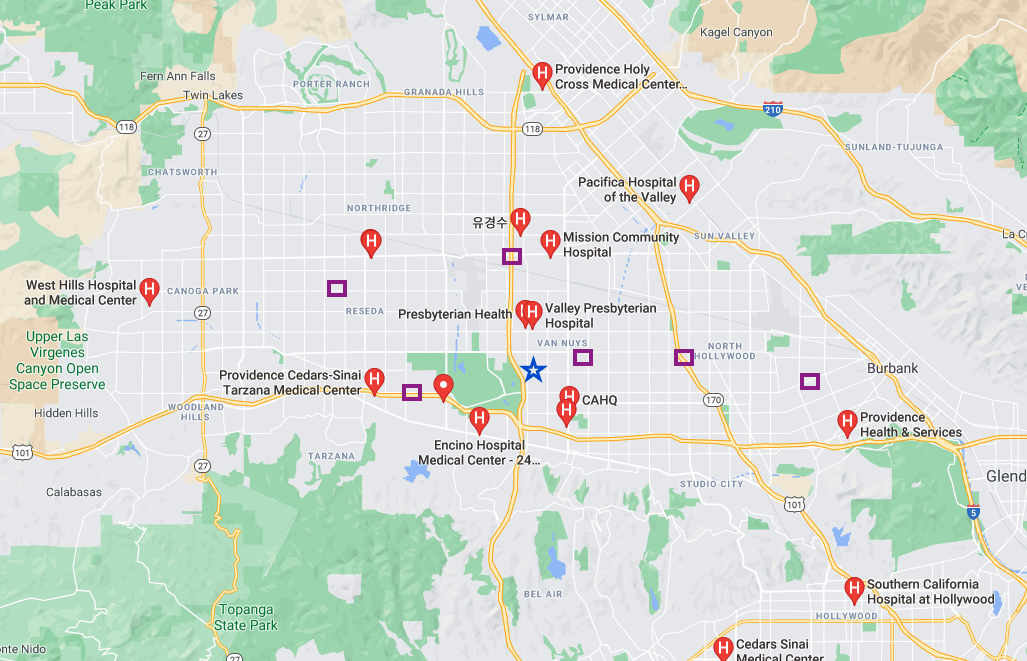 Peak Park
SYLMAR
Kagel Canyon
Providence Holy
Cross Medical Center...
Fern Ann Falls
Twin Lakes
PORTER RANCH
GRANADA HILLS
210
118
118
27
SUNLAND-TUJUNGA
CHATSWORTH
Pacifica Hospital
of the Valley
NORTHRIDGE
유경수
Mission Community
Hospital
SUN VALLEY
La C
West Hills Hospital
and Medical Center
CANOGA PARK
RESEDA
27
Presbyterian Health
Valley Presbyterian
Hospital
Upper Las
Virgenes
Canyon Open
Space Preserve
VAN NUYS
NORTH
HOLLYWOOD
Burbank
Providence Cedars-Sinai
Tarzana Medical Center
CAHQ
170
Hidden Hills
WOODLAND
HILLS
Providence
Health & Services
Encino Hospital
Medical Center - 24...
101
TARZANA
27
Calabasas
STUDIO CITY
Glend
101
5
BEL AIR
Southern California
Hospital at Hollywood
HOLLYWOOD
Topanga
State Park
nte Nido
27
Cedars Sinai
Medical Center